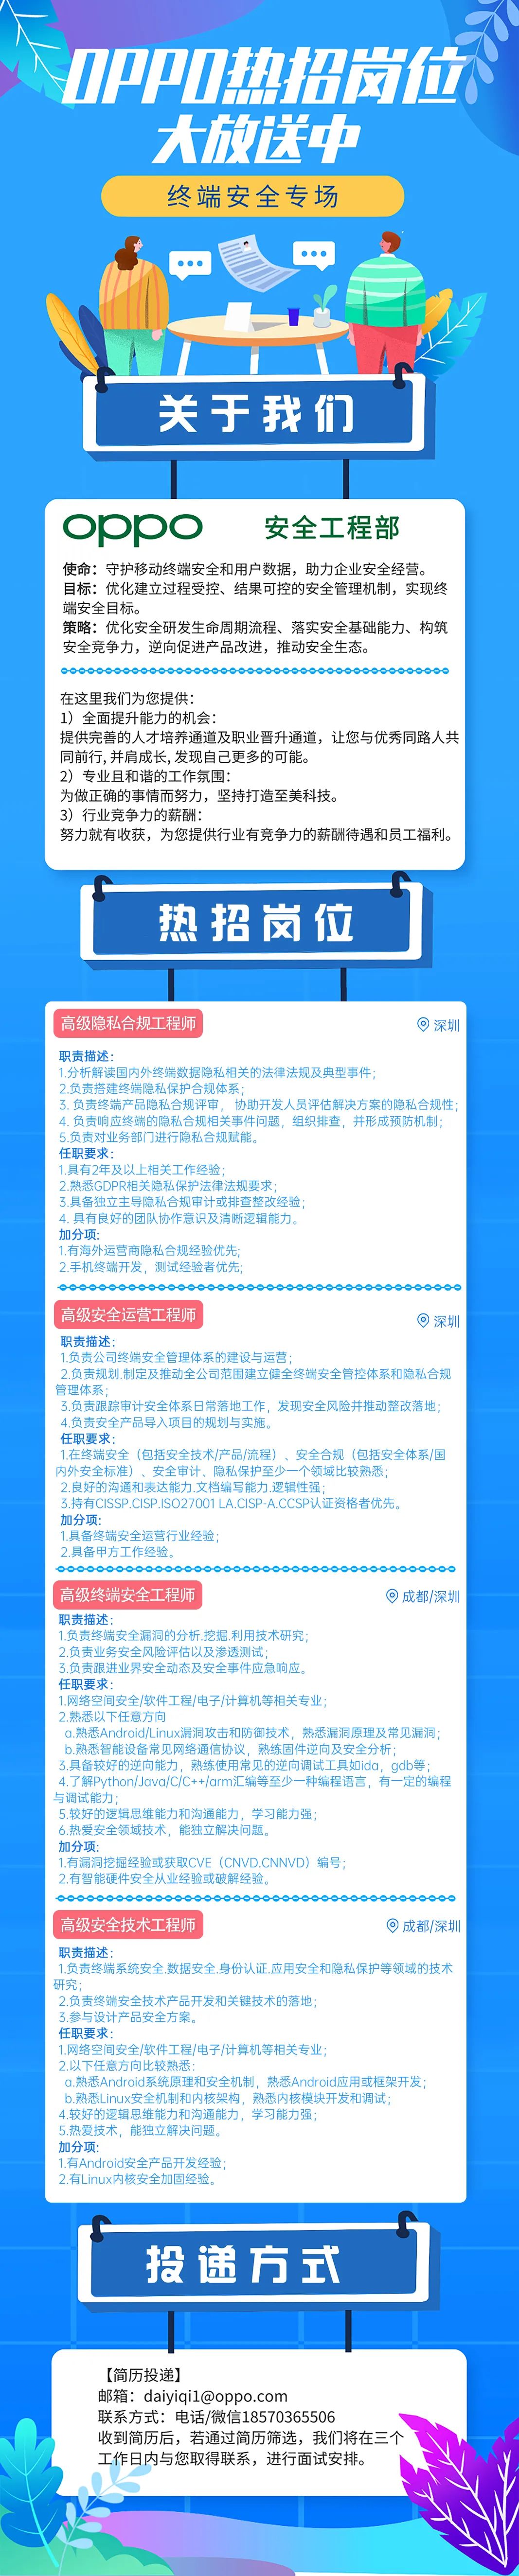 OPPO热招岗位
大放送中
终端安全专场
关于我们
oppo 安全工程部
使命：守护移动终端安全和用户数据，助力企业安全经营。
目标：优化建立过程受控、结果可控的安全管理机制，实现终
端安全目标。
策略：优化安全研发生命周期流程、落实安全基础能力、构筑
安全竞争力，逆向促进产品改进，推动安全生态。
在这里我们为您提供：
1）全面提升能力的机会：
提供完善的人才培养通道及职业晋升通道，让您与优秀同路人共
同前行, 并肩成长, 发现自己更多的可能。
2）专业且和谐的工作氛围：
为做正确的事情而努力，坚持打造至美科技。
3）行业竞争力的薪酬：
努力就有收获，为您提供行业有竞争力的薪酬待遇和员工福利。
热招岗位
高级隐私合规工程师 深圳
职责描述：
1.分析解读国内外终端数据隐私相关的法律法规及典型事件；
2.负责搭建终端隐私保护合规体系；
3. 负责终端产品隐私合规评审， 协助开发人员评估解决方案的隐私合规性；
4. 负责响应终端的隐私合规相关事件问题，组织排查，并形成预防机制；
5.负责对业务部门进行隐私合规赋能。
任职要求：
1.具有2年及以上相关工作经验；
2.熟悉GDPR相关隐私保护法律法规要求；
3.具备独立主导隐私合规审计或排查整改经验；
4. 具有良好的团队协作意识及清晰逻辑能力。
加分项:
1.有海外运营商隐私合规经验优先;
2.手机终端开发，测试经验者优先;
高级安全运营工程师 深圳
职责描述：
1.负责公司终端安全管理体系的建设与运营；
2.负责规划.制定及推动全公司范围建立健全终端安全管控体系和隐私合规
管理体系；
3.负责跟踪审计安全体系日常落地工作，发现安全风险并推动整改落地；
4.负责安全产品导入项目的规划与实施。
任职要求：
1.在终端安全（包括安全技术/产品/流程）、安全合规（包括安全体系/国
内外安全标准）、安全审计、隐私保护至少一个领域比较熟悉；
2.良好的沟通和表达能力.文档编写能力.逻辑性强；
3.持有CISSP.CISP.ISO27001 LA.CISP-A.CCSP认证资格者优先。
加分项:
1.具备终端安全运营行业经验；
2.具备甲方工作经验。
高级终端安全工程师 成都/深圳
职责描述：
1.负责终端安全漏洞的分析.挖掘.利用技术研究；
2.负责业务安全风险评估以及渗透测试；
3.负责跟进业界安全动态及安全事件应急响应。
任职要求：
1.网络空间安全/软件工程/电子/计算机等相关专业；
2.熟悉以下任意方向
a.熟悉Android/Linux漏洞攻击和防御技术，熟悉漏洞原理及常见漏洞；
b.熟悉智能设备常见网络通信协议，熟练固件逆向及安全分析；
3.具备较好的逆向能力，熟练使用常见的逆向调试工具如ida，gdb等；
4.了解Python/Java/C/C++/arm汇编等至少一种编程语言，有一定的编程
与调试能力；
5.较好的逻辑思维能力和沟通能力，学习能力强；
6.热爱安全领域技术，能独立解决问题。
加分项:
1.有漏洞挖掘经验或获取CVE（CNVD.CNNVD）编号；
2.有智能硬件安全从业经验或破解经验。
高级安全技术工程师 成都/深圳
职责描述：
1.负责终端系统安全.数据安全.身份认证.应用安全和隐私保护等领域的技术
研究；
2.负责终端安全技术产品开发和关键技术的落地；
3.参与设计产品安全方案。
任职要求：
1.网络空间安全/软件工程/电子/计算机等相关专业；
2.以下任意方向比较熟悉：
a.熟悉Android系统原理和安全机制，熟悉Android应用或框架开发；
b.熟悉Linux安全机制和内核架构，熟悉内核模块开发和调试；
4.较好的逻辑思维能力和沟通能力，学习能力强；
5.热爱技术，能独立解决问题。
加分项:
1.有Android安全产品开发经验；
2.有Linux内核安全加固经验。
投递方式
【简历投递】
邮箱：daiyiqi1@oppo.com
联系方式：电话/微信18570365506
收到简历后，若通过简历筛选，我们将在三个
工作日内与您取得联系，进行面试安排。